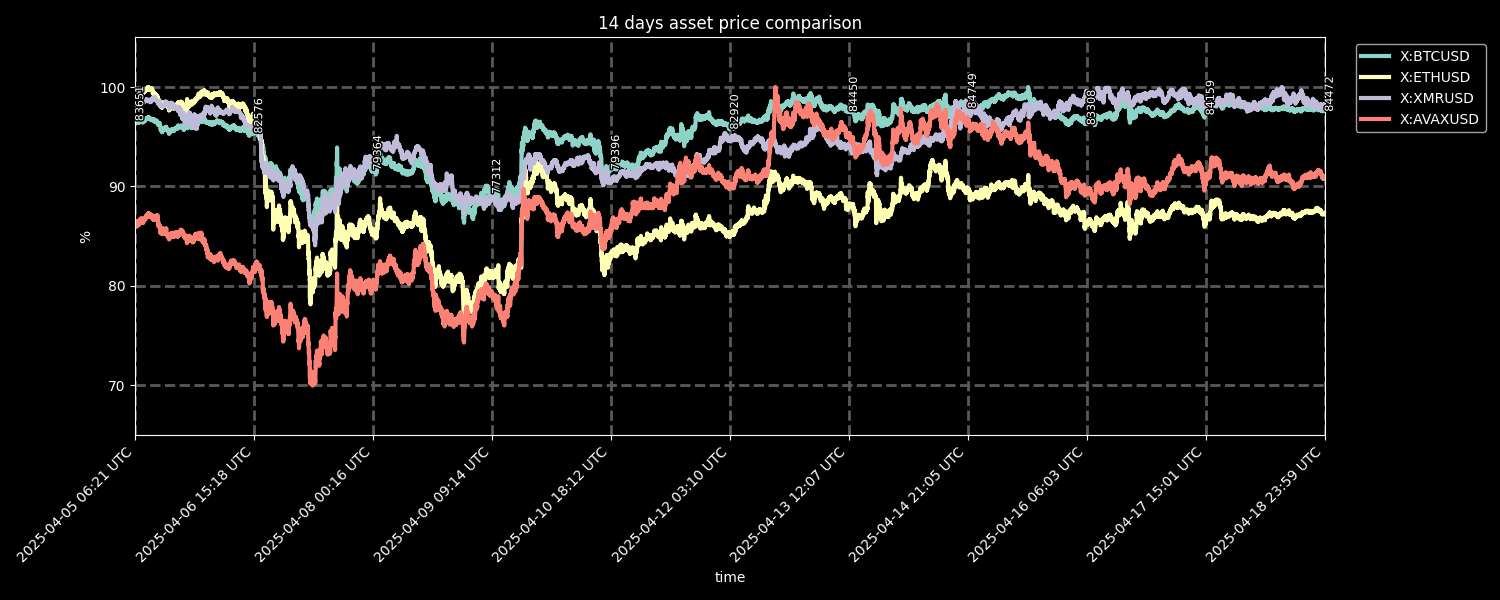 14 days asset price comparison
X:BTCUSD
X:ETHUSD
X:XMRUSD
X:AVAXUSD
100
90
80
70
%
83651
82576
79364
77312
79396
82920
84450
84749
83308
84159
84472
2025-04-05 06:21 UTC
2025-04-06 15:18 UTC
2025-04-08 00:16 UTC
2025-04-09 09:14 UTC
2025-04-10 18:12 UTC
2025-04-12 03:10 UTC
2025-04-13 12:07 UTC
2025-04-14 21:05 UTC
2025-04-16 06:03 UTC
2025-04-17 15:01 UTC
2025-04-18 23:59 UTC
time